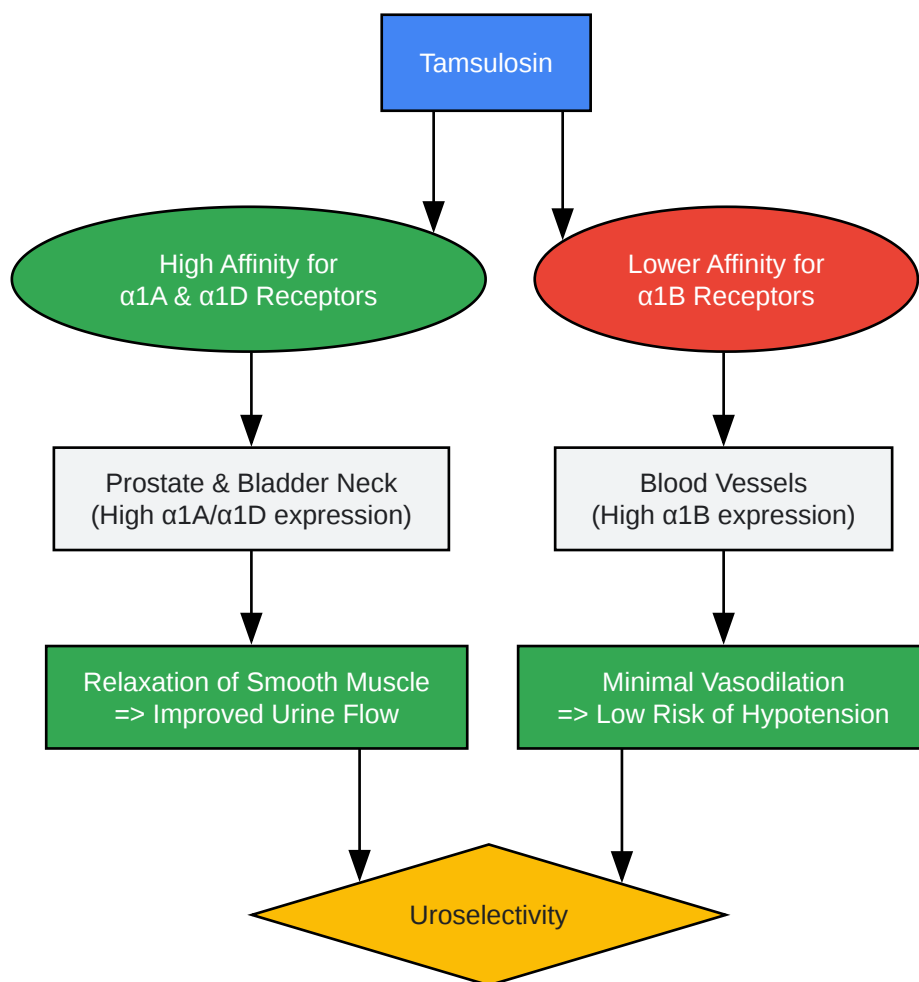 Tamsulosin
High Affinity for
α1A & α1D Receptors
Lower Affinity for
α1B Receptors
Prostate & Bladder Neck
(High α1A/α1D expression)
Blood Vessels
(High α1B expression)
Relaxation of Smooth Muscle
=> Improved Urine Flow
Minimal Vasodilation
=> Low Risk of Hypotension
Uroselectivity